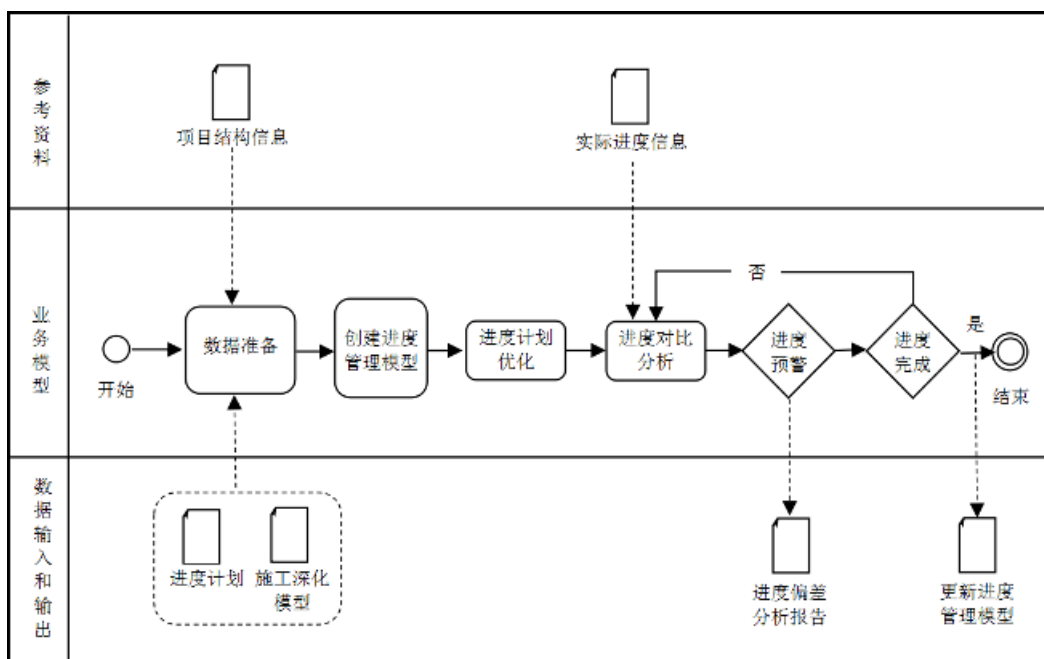 参考资料
项目结构信息
实际进度信息
业务模型
开始
数据准备
创建进度
管理模型
进度计划
优化
进度对比
分析
否
进度
预警
进度
完成
是
结束
数据输入和输出
进度计划
施工深化
模型
进度偏差
分析报告
更新进度
管理模型